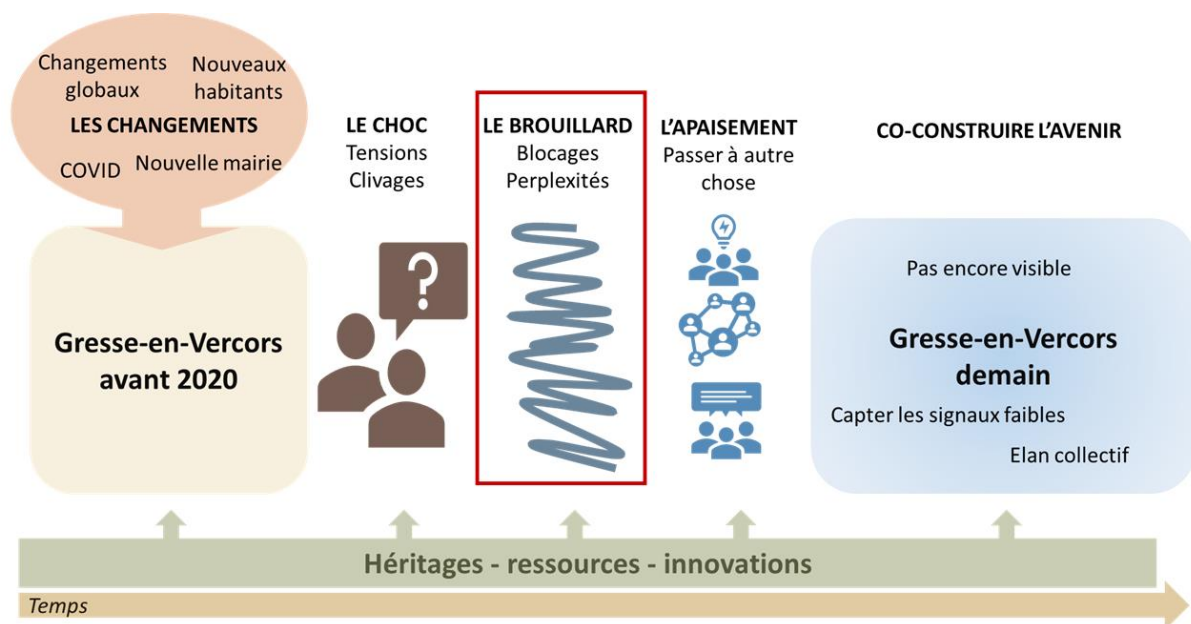 Changements
globaux
Nouveaux
habitants
LES CHANGEMENTS
COVID
Nouvelle mairie
Gresse-en-Vercors
avant 2020
LE CHOC
Tensions
Clivages
?
LE BROUILLARD
Blocages
Perplexités
L'APAISEMENT
Passer à autre
chose
CO-CONSTRUIRE L'AVENIR
Pas encore visible
Gresse-en-Vercors
demain
Capter les signaux faibles
Elan collectif
Héritages - ressources - innovations
Temps